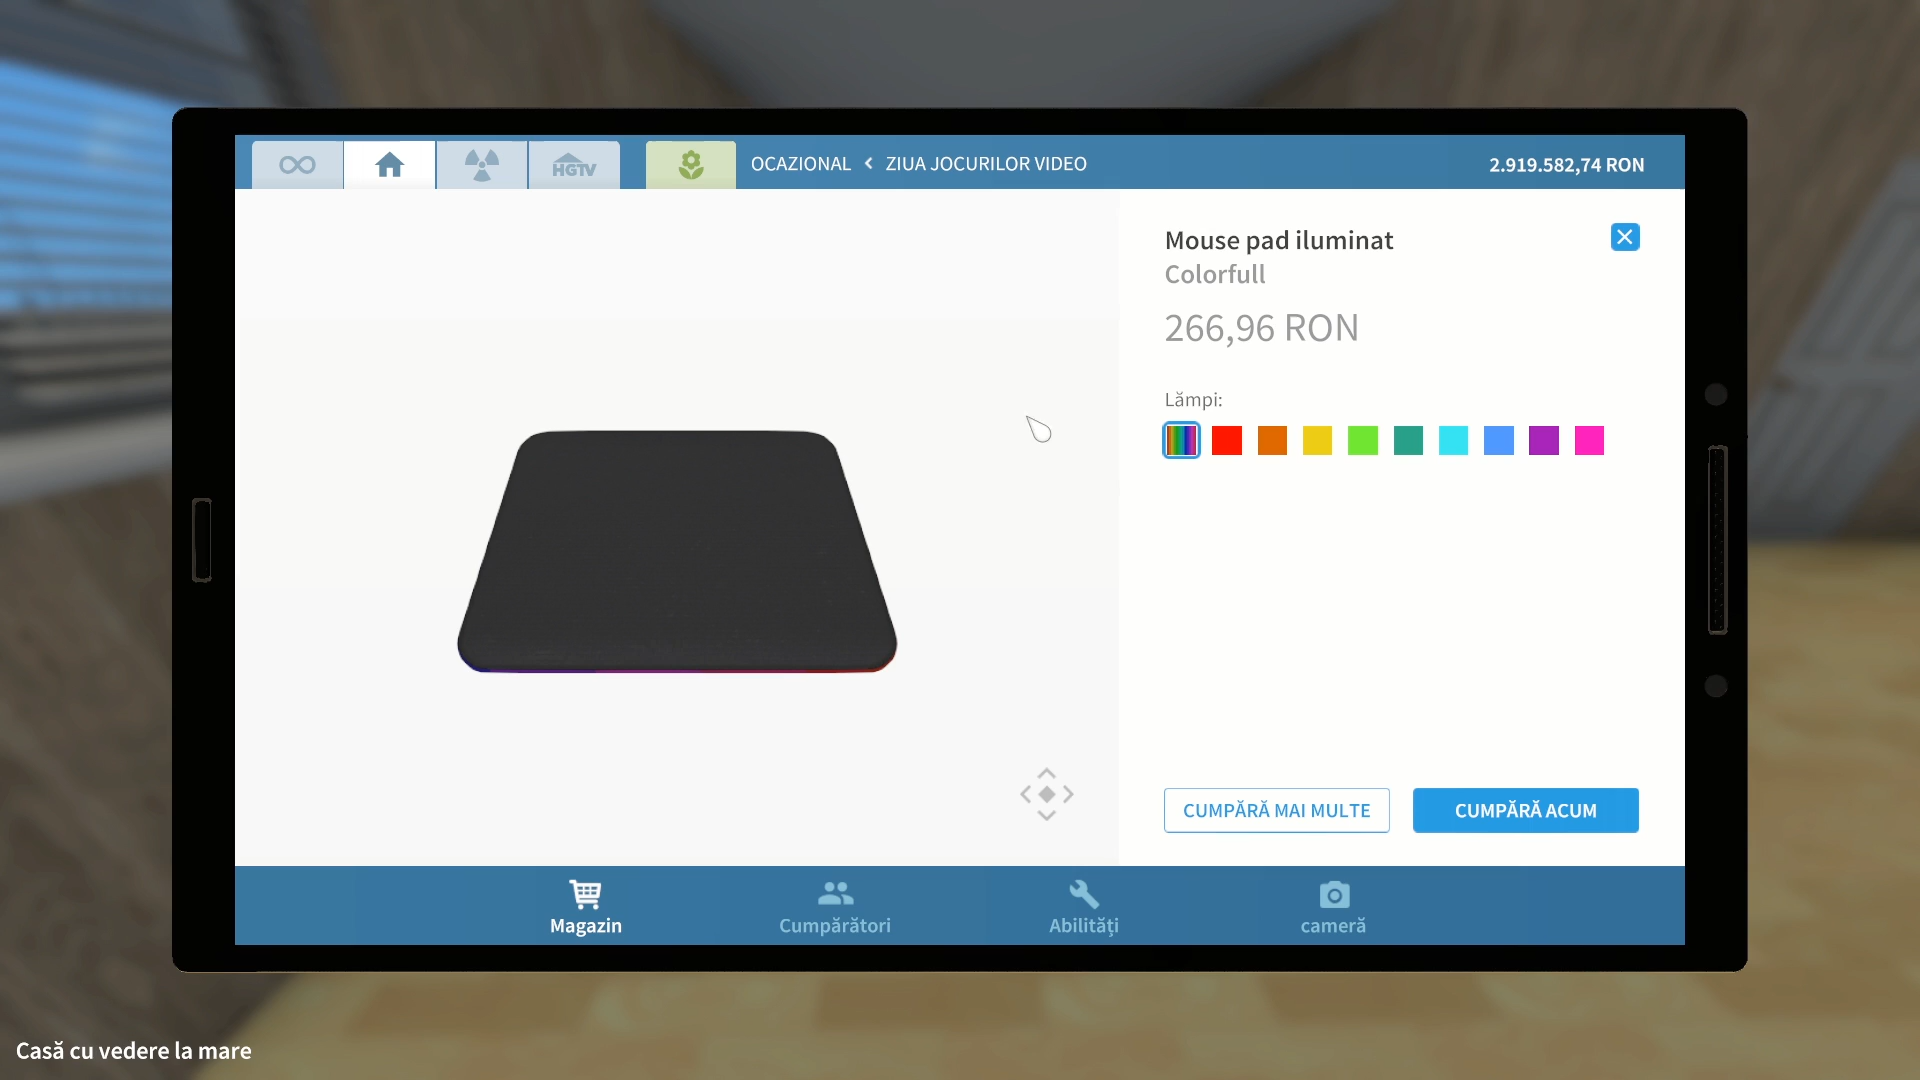 HGTV
OCAZIONAL < ZIUA JOCURILOR VIDEO
2.919.582,74 RON
Mouse pad iluminat
Colorfull
266,96 RON
Lămpi:
CUMPĂRĂ MAI MULTE
CUMPĂRĂ ACUM
Magazin
Cumpărători
Abilități
cameră
Casă cu vedere la mare